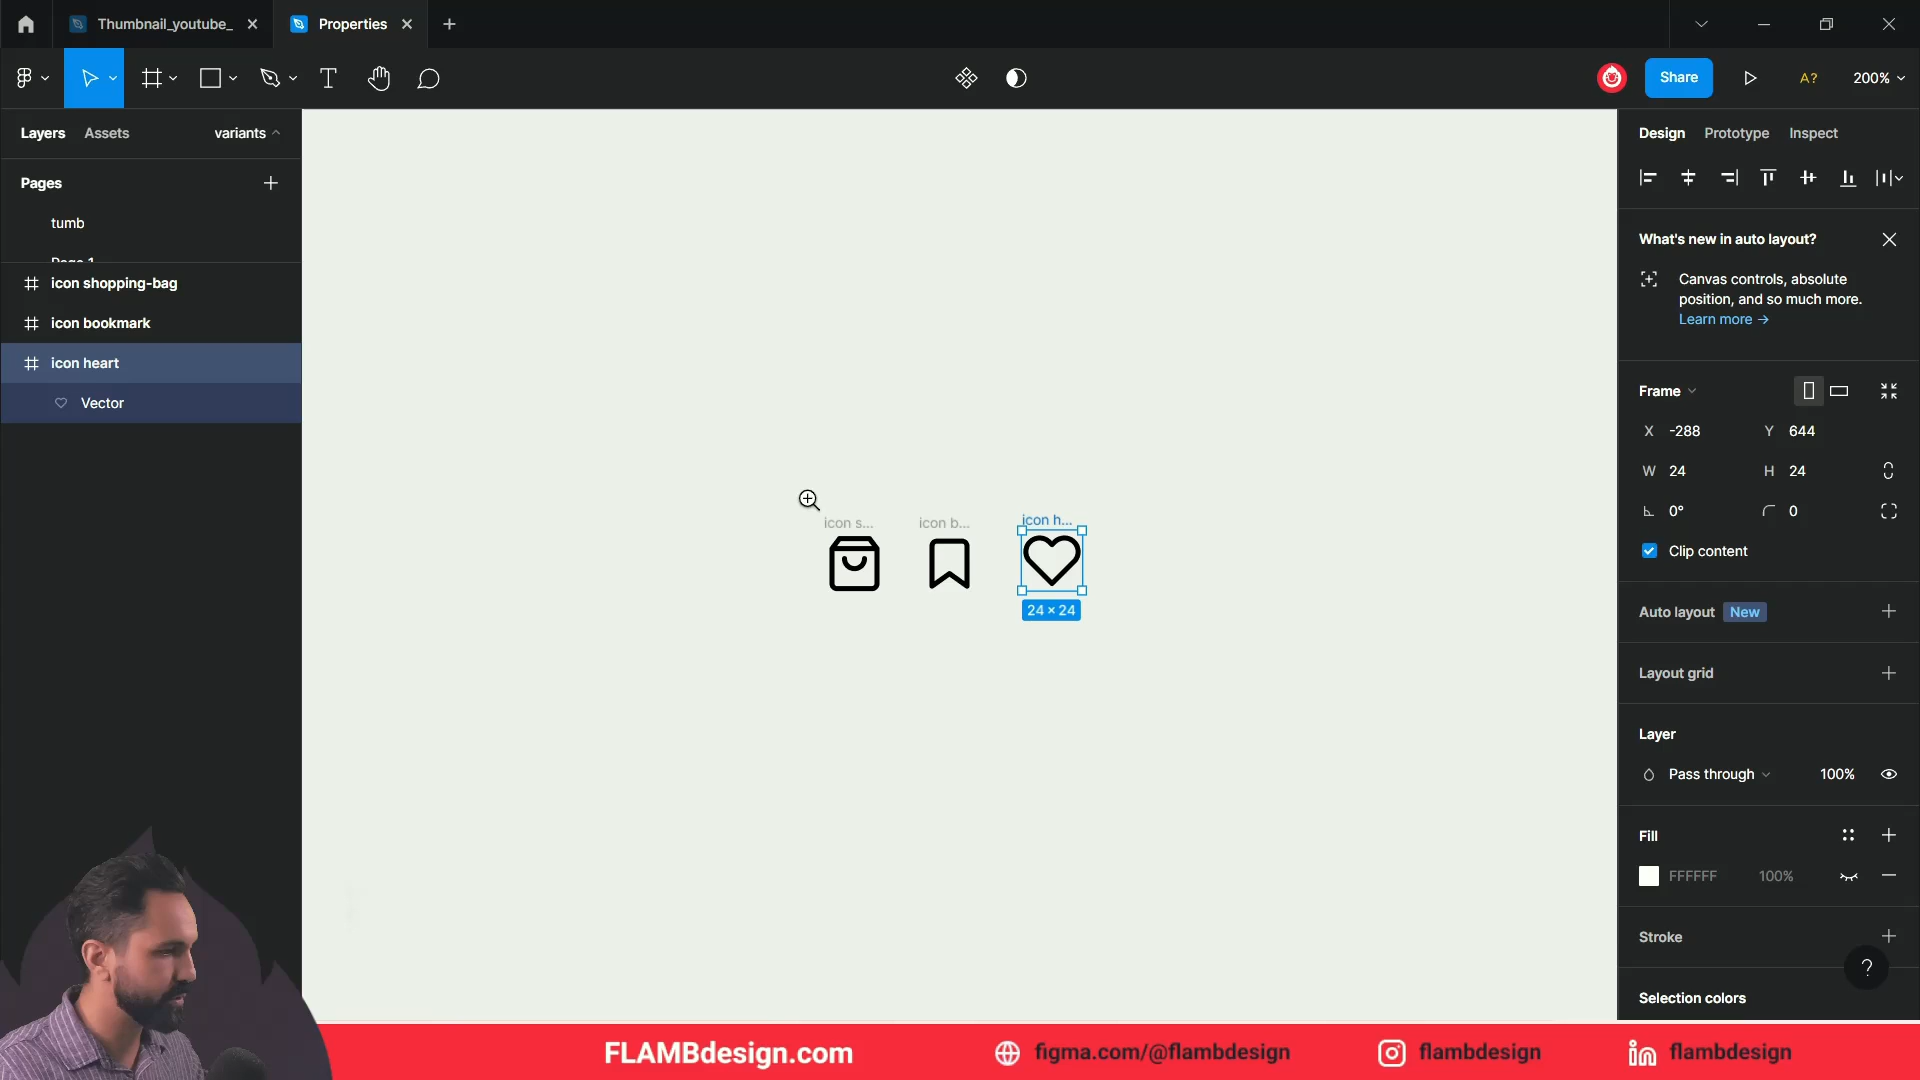 Thumbnail_youtube_
Properties
Share
A?
200%
Layers
Assets
variants
Pages
tumb
Page 1
icon shopping-bag
icon bookmark
icon heart
Vector
icon s...
icon b...
icon h...
24 × 24
Design
Prototype
Inspect
What's new in auto layout?
Canvas controls, absolute
position, and so much more.
Learn more →
Frame
X -288
Y 644
W 24
H 24
0°
0
Clip content
Auto layout
New
Layout grid
Layer
Pass through
100%
Fill
FFFFFF
100%
Stroke
?
Selection colors
FLAMBdesign.com
figma.com/@flambdesign
flambdesign
flambdesign